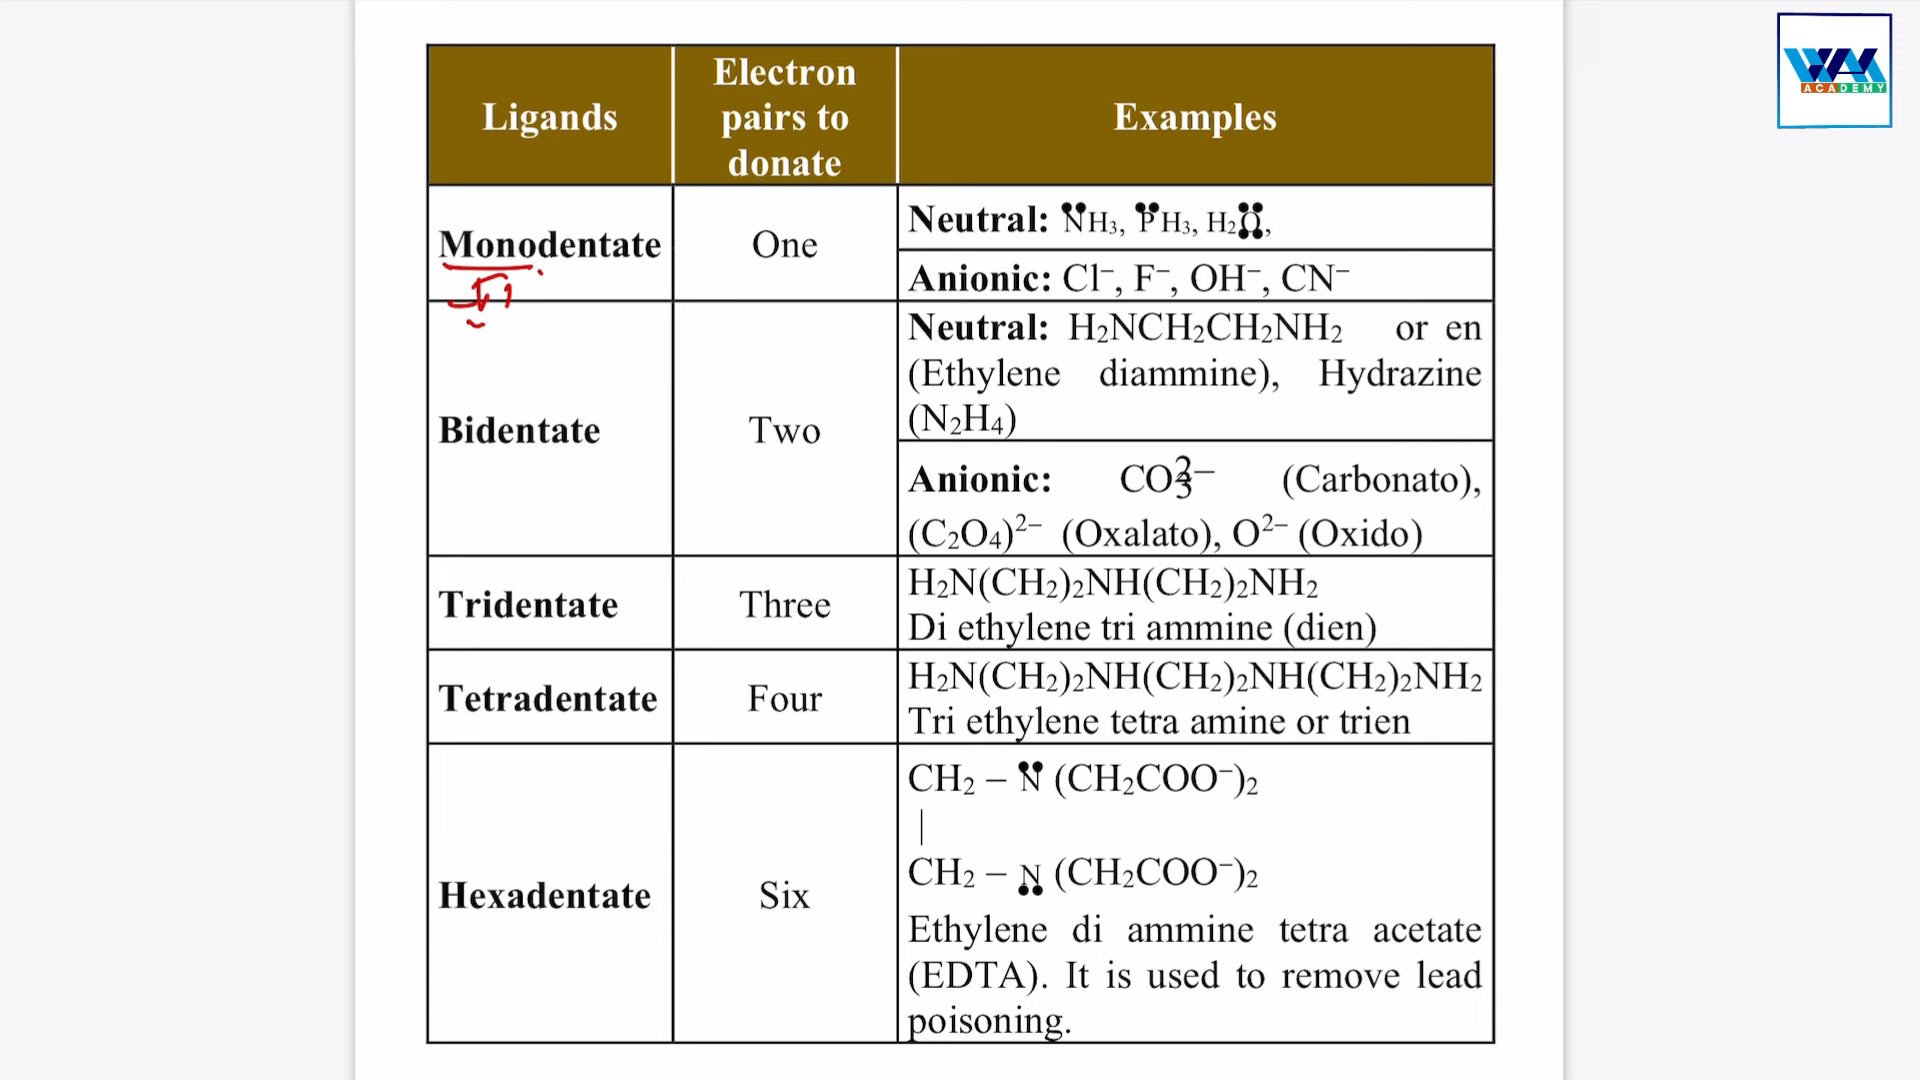 WAM
ACADEMY
Ligands
Electron
pairs to
donate
Examples
Monodentate
One
Neutral: NH₃, PH₃, H₂O,
Anionic: Cl⁻, F⁻, OH⁻, CN⁻
Bidentate
Two
Neutral: H₂NCH₂CH₂NH₂ or en
(Ethylene diammine), Hydrazine
(N₂H₄)
Anionic: CO₃²⁻ (Carbonato),
(C₂O₄)²⁻ (Oxalato), O²⁻ (Oxido)
Tridentate
Three
H₂N(CH₂)₂NH(CH₂)₂NH₂
Di ethylene tri ammine (dien)
Tetradentate
Four
H₂N(CH₂)₂NH(CH₂)₂NH(CH₂)₂NH₂
Tri ethylene tetra amine or trien
Hexadentate
Six
CH₂ – N (CH₂COO⁻)₂
|
CH₂ – N (CH₂COO⁻)₂
Ethylene di ammine tetra acetate
(EDTA). It is used to remove lead
poisoning.